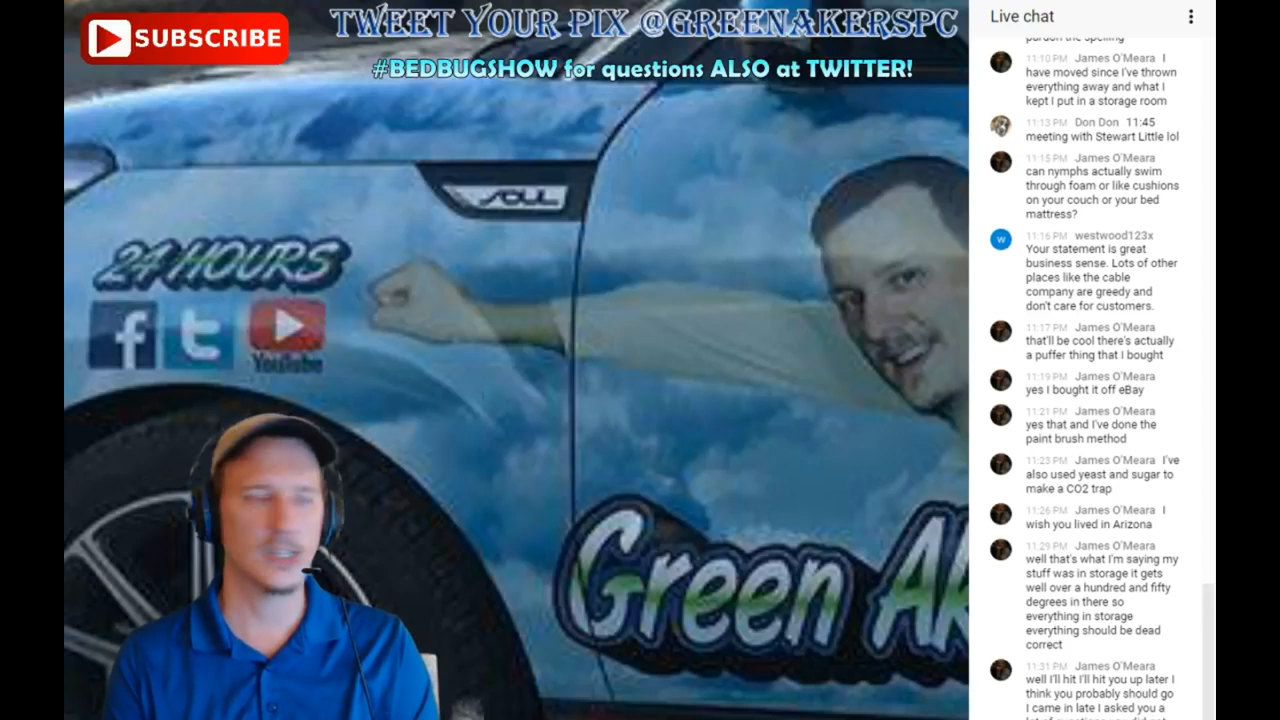 SUBSCRIBE
TWEET YOUR PIX @GREENAKERSPC
#BEDBUGSHOW for questions ALSO at TWITTER!
SOUL
24 HOURS
f t
YouTube
Green Ak
Live chat
pardon the spelling
11:10 PM James O'Meara I
have moved since I've thrown
everything away and what I
kept I put in a storage room
11:13 PM Don Don 11:45
meeting with Stewart Little lol
11:15 PM James O'Meara
can nymphs actually swim
through foam or like cushions
on your couch or your bed
mattress?
W
11:16 PM westwood123x
Your statement is great
business sense. Lots of other
places like the cable
company are greedy and
don't care for customers.
11:17 PM James O'Meara
that'll be cool there's actually
a puffer thing that I bought
11:19 PM James O'Meara
yes I bought it off eBay
11:21 PM James O'Meara
yes that and I've done the
paint brush method
11:23 PM James O'Meara I've
also used yeast and sugar to
make a CO2 trap
11:26 PM James O'Meara I
wish you lived in Arizona
11:29 PM James O'Meara
well that's what I'm saying my
stuff was in storage it gets
well over a hundred and fifty
degrees in there so
everything in storage
everything should be dead
correct
11:31 PM James O'Meara
well I'll hit I'll hit you up later I
think you probably should go
I came in late I asked you a